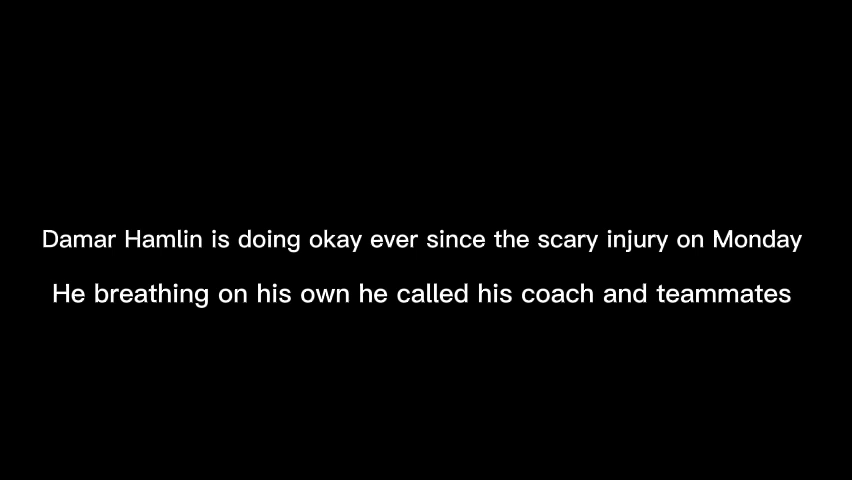 Damar Hamlin is doing okay ever since the scary injury on Monday
He breathing on his own he called his coach and teammates